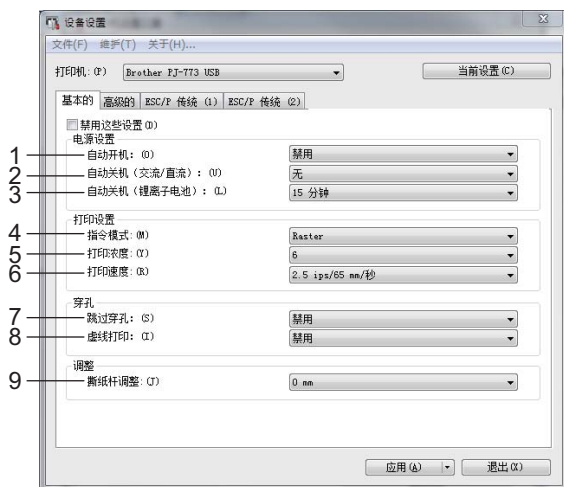 设备设置
文件(F) 维护(T) 关于(H)...
打印机: (P) Brother PJ-773 USB 当前设置(C)
基本的 高级的 ESC/P 传统 (1) ESC/P 传统 (2)
禁用这些设置(D)
电源设置
1 自动开机: (O) 禁用
2 自动关机(交流/直流): (U) 无
3 自动关机(锂离子电池): (L) 15 分钟
打印设置
4 指令模式: (M) Raster
5 打印浓度: (Y) 6
6 打印速度: (R) 2.5 ips/65 mm/秒
穿孔
7 跳过穿孔: (S) 禁用
8 虚线打印: (I) 禁用
调整
9 撕纸杆调整: (J) 0 mm
应用(A) 退出(X)